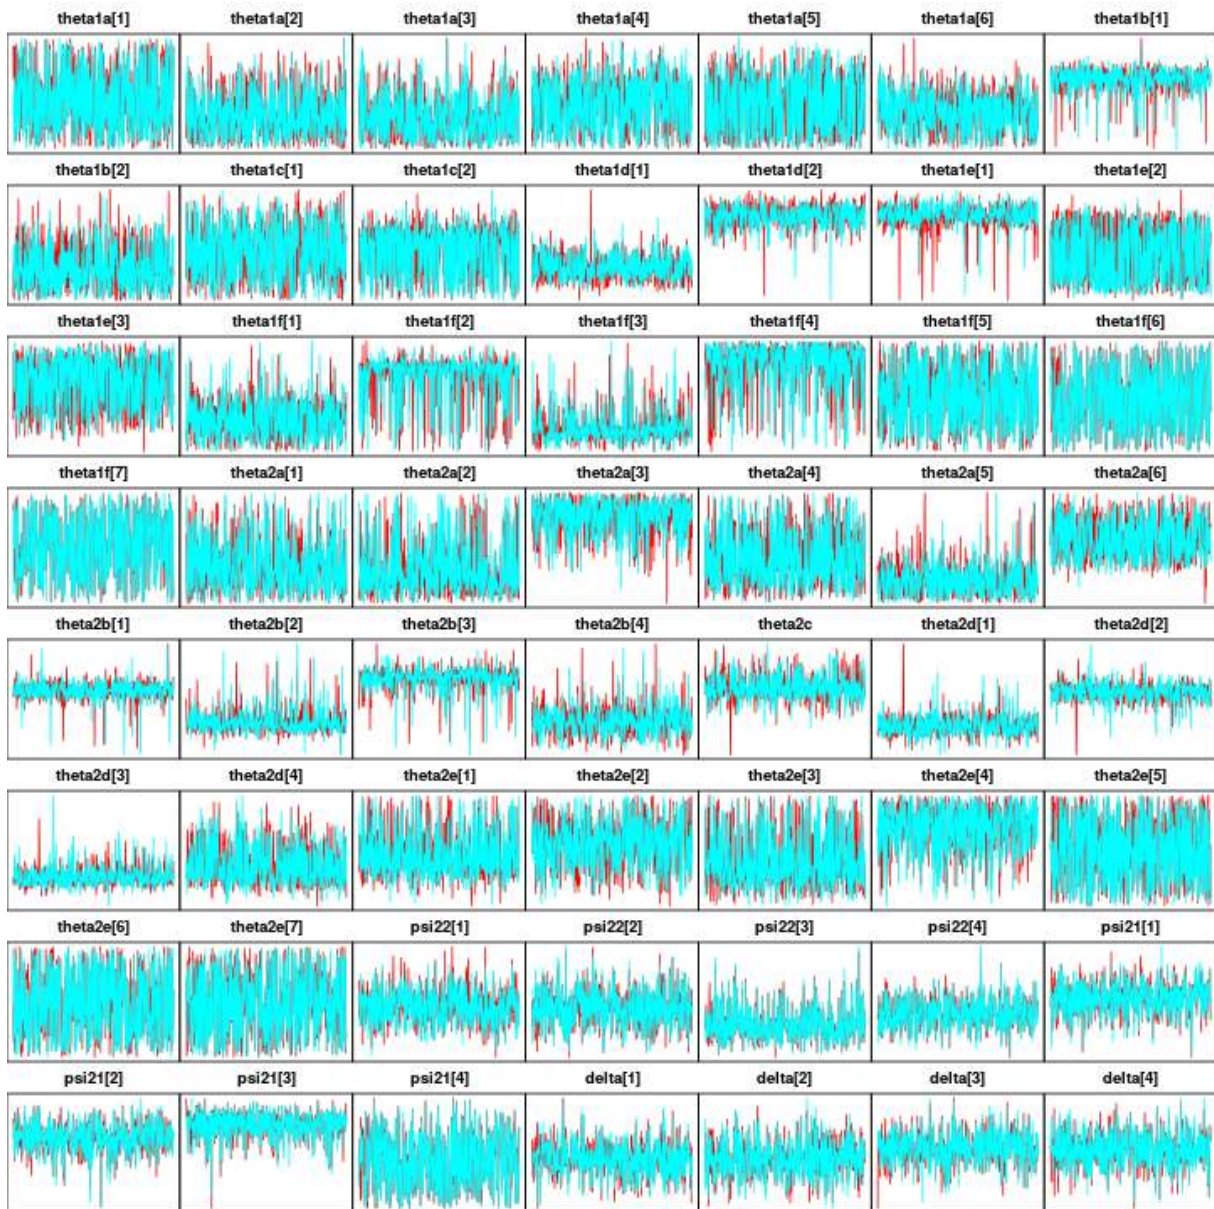 theta1a[1] theta1a[2] theta1a[3] theta1a[4] theta1a[5] theta1a[6] theta1b[1]
theta1b[2] theta1c[1] theta1c[2] theta1d[1] theta1d[2] theta1e[1] theta1e[2]
theta1e[3] theta1f[1] theta1f[2] theta1f[3] theta1f[4] theta1f[5] theta1f[6]
theta1f[7] theta2a[1] theta2a[2] theta2a[3] theta2a[4] theta2a[5] theta2a[6]
theta2b[1] theta2b[2] theta2b[3] theta2b[4] theta2c theta2d[1] theta2d[2]
theta2d[3] theta2d[4] theta2e[1] theta2e[2] theta2e[3] theta2e[4] theta2e[5]
theta2e[6] theta2e[7] psi22[1] psi22[2] psi22[3] psi22[4] psi21[1]
psi21[2] psi21[3] psi21[4] delta[1] delta[2] delta[3] delta[4]